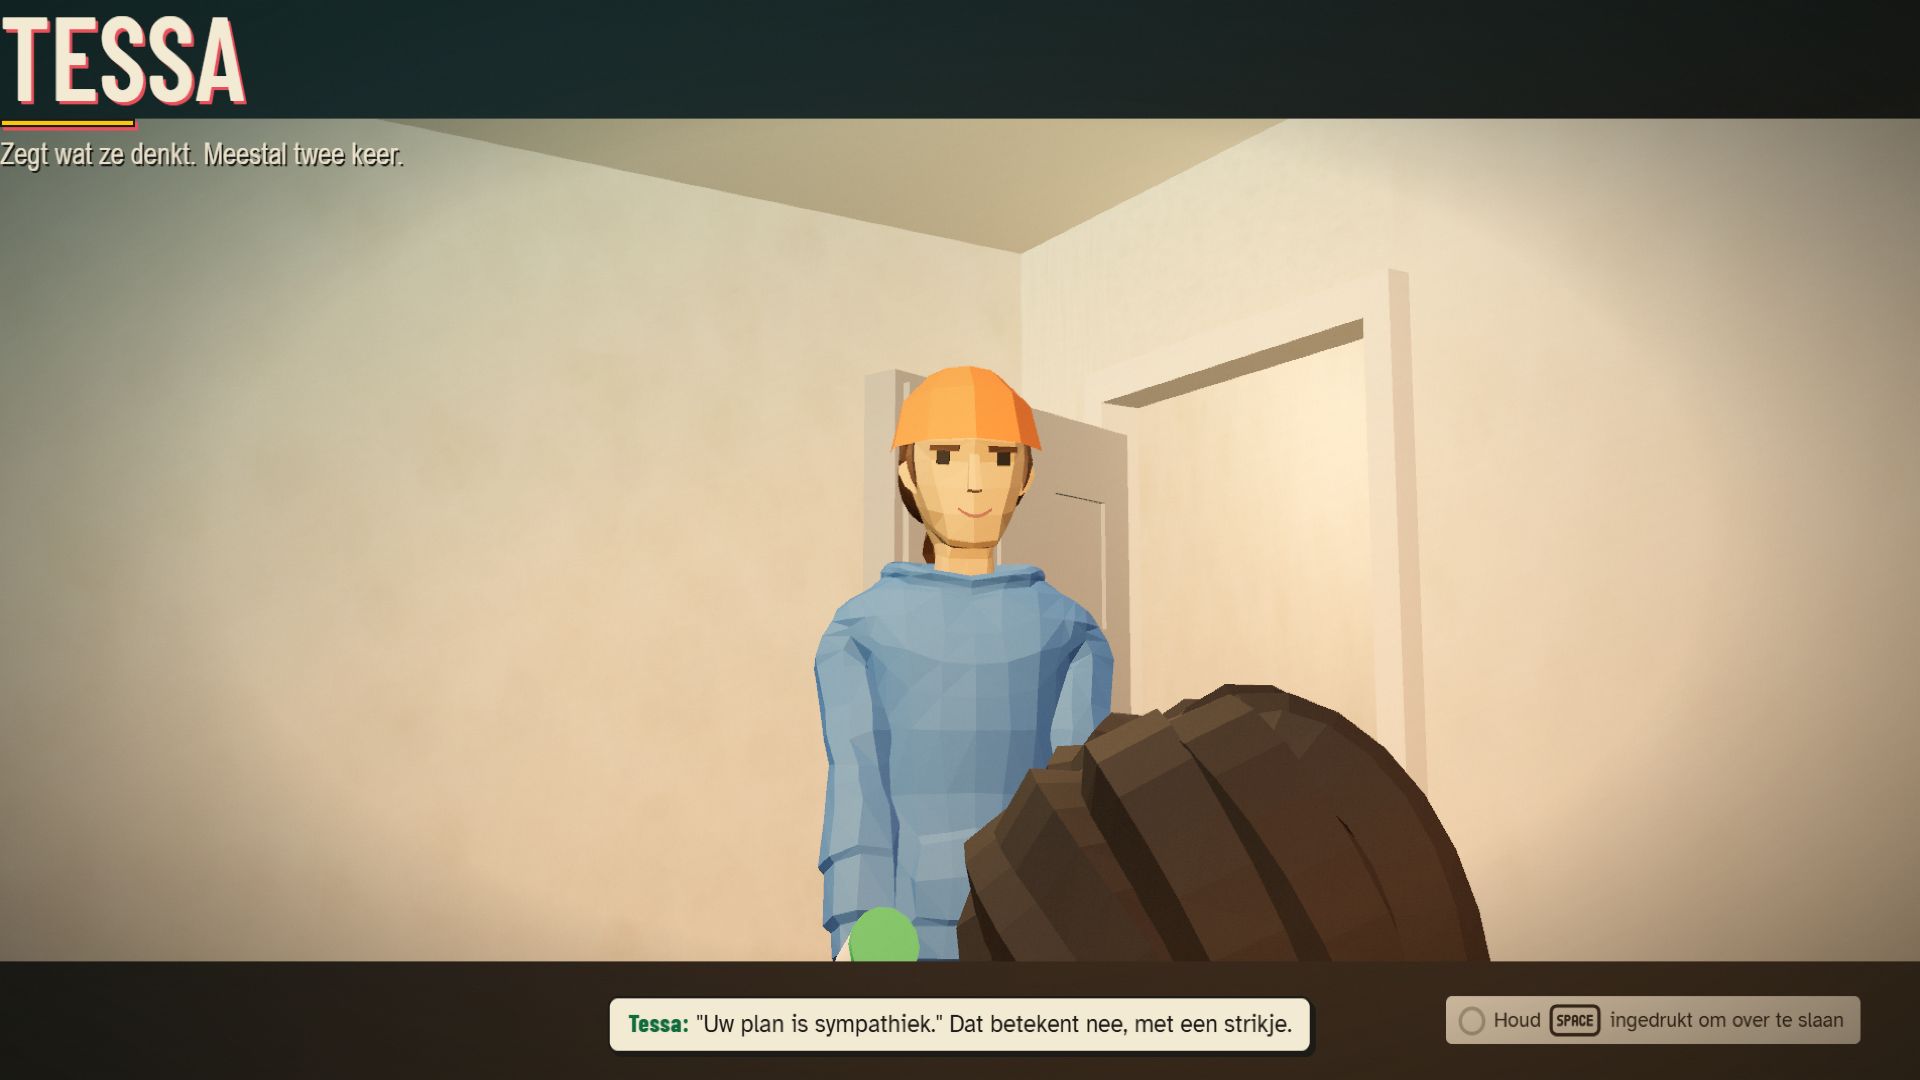 TESSA
Zegt wat ze denkt. Meestal twee keer.
Tessa: "Uw plan is sympathiek." Dat betekent nee, met een strikje.
Houd SPACE ingedrukt om over te slaan